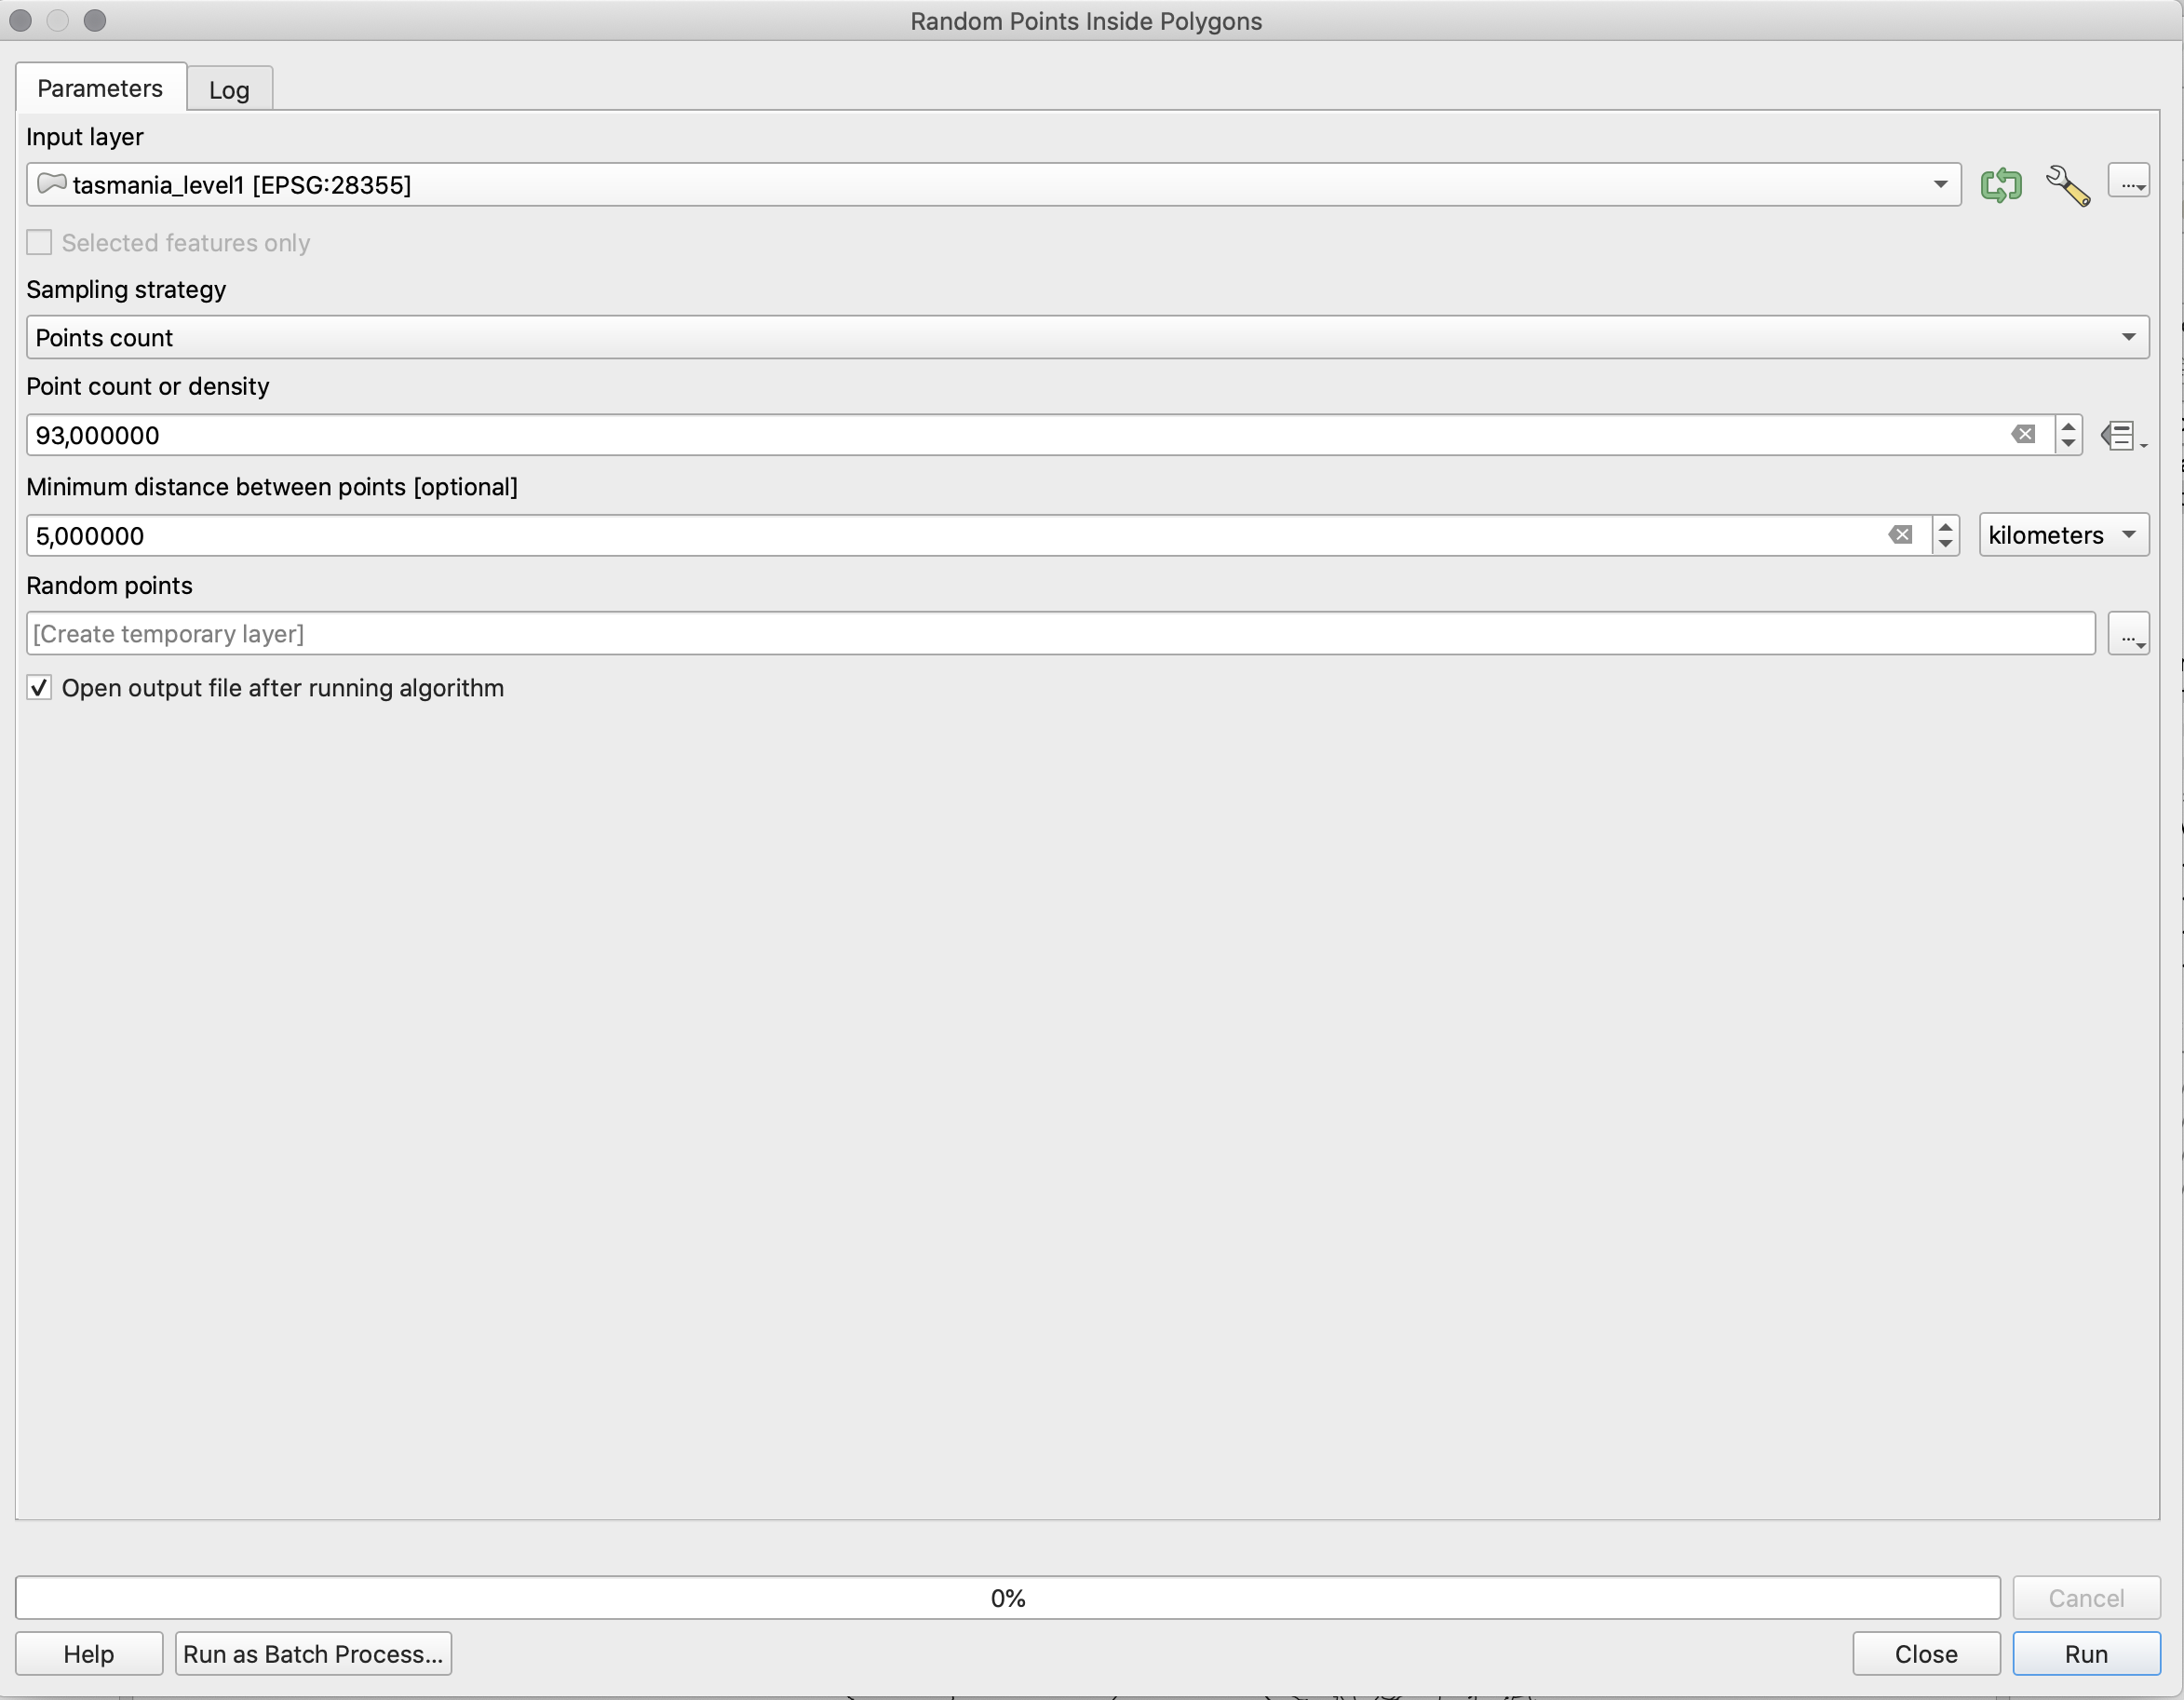 Random Points Inside Polygons
Parameters
Log
Input layer
tasmania_level1 [EPSG:28355]
...
Selected features only
Sampling strategy
Points count
Point count or density
93,000000
Minimum distance between points [optional]
5,000000
kilometers
Random points
[Create temporary layer]
...
Open output file after running algorithm
0%
Cancel
Help
Run as Batch Process...
Close
Run